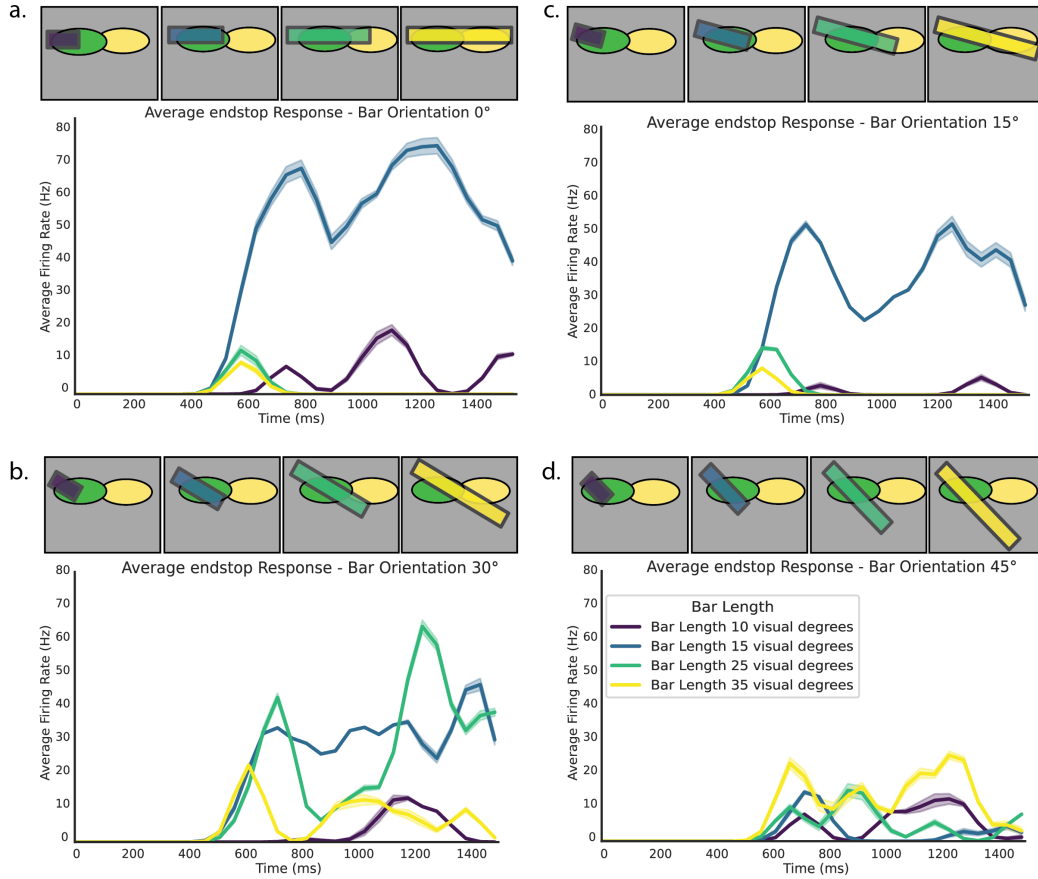 a.
Average endstop Response - Bar Orientation 0°
Average Firing Rate (Hz)
80
70
60
50
40
30
20
10
0
0 200 400 600 800 1000 1200 1400
Time (ms)
c.
Average endstop Response - Bar Orientation 15°
Average Firing Rate (Hz)
80
70
60
50
40
30
20
10
0
0 200 400 600 800 1000 1200 1400
Time (ms)
b.
Average endstop Response - Bar Orientation 30°
Average Firing Rate (Hz)
80
70
60
50
40
30
20
10
0
0 200 400 600 800 1000 1200 1400
Time (ms)
d.
Average endstop Response - Bar Orientation 45°
Average Firing Rate (Hz)
80
70
60
50
40
30
20
10
0
Bar Length
Bar Length 10 visual degrees
Bar Length 15 visual degrees
Bar Length 25 visual degrees
Bar Length 35 visual degrees
0 200 400 600 800 1000 1200 1400
Time (ms)